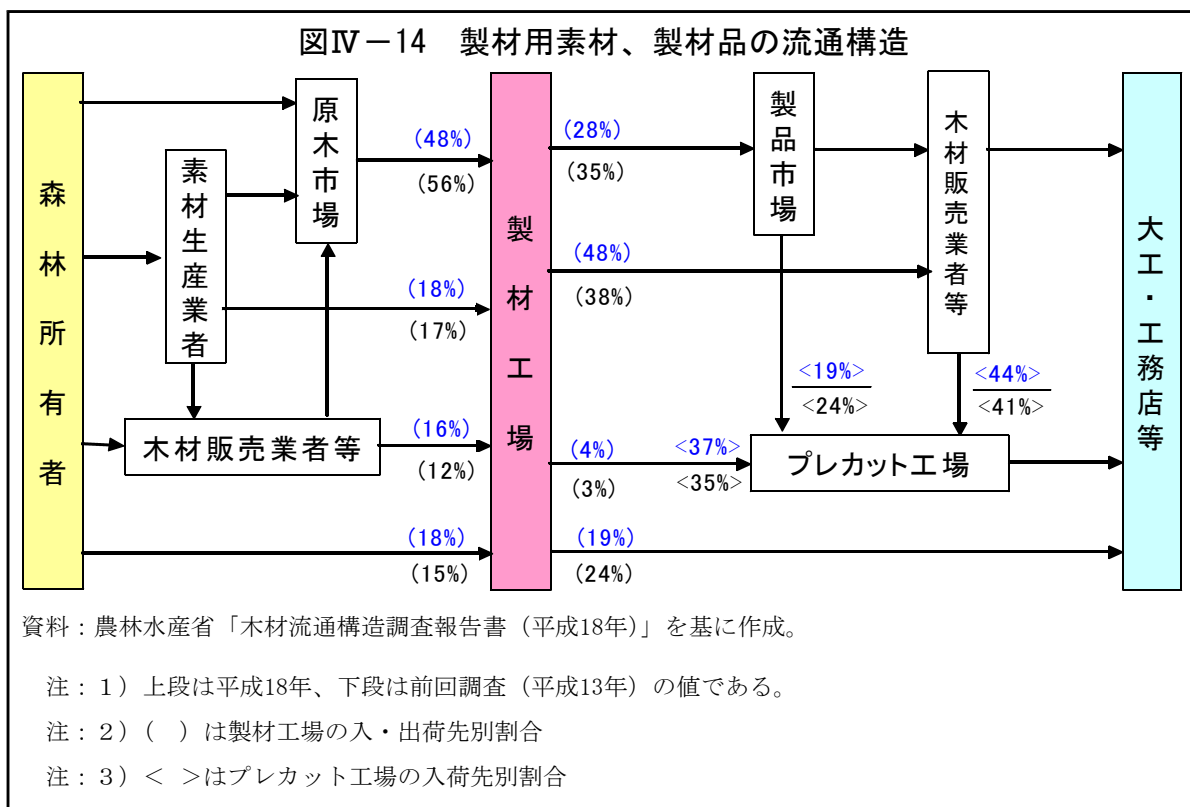 図Ⅳ－14　製材用素材、製材品の流通構造
森林所有者
素材生産業者
原木市場
木材販売業者等
(48%)
(56%)
(18%)
(17%)
(16%)
(12%)
(18%)
(15%)
製材工場
(28%)
(35%)
(48%)
(38%)
(4%)
(3%)
<37%>
<35%>
(19%)
(24%)
製品市場
木材販売業者等
<19%>
<24%>
<44%>
<41%>
プレカット工場
大工・工務店等
資料：農林水産省「木材流通構造調査報告書（平成18年）」を基に作成。
注：１）上段は平成18年、下段は前回調査（平成13年）の値である。
注：２）(　) は製材工場の入・出荷先別割合
注：３）<　>はプレカット工場の入荷先別割合